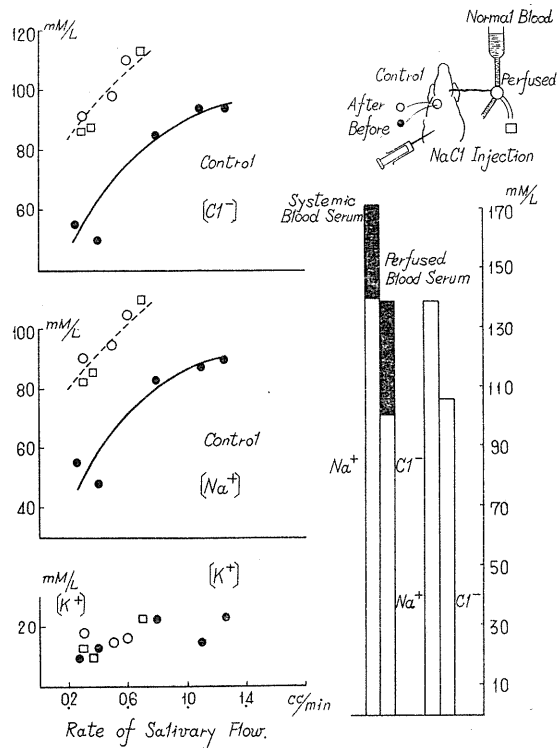 mM/L
120
100
80
60
Control
[Cl⁻]
mM/L
100
80
60
40
Control
[Na⁺]
mM/L
[K⁺]
[K⁺]
20
0.2
0.6
1.0
1.4
cc/min
Rate of Salivary Flow.
Normal Blood
Control
Perfused
After
Before
NaCl Injection
mM/L
Systemic
Blood Serum
Perfused
Blood Serum
170
150
130
110
90
70
50
30
10
Na⁺
Cl⁻
Na⁺
Cl⁻